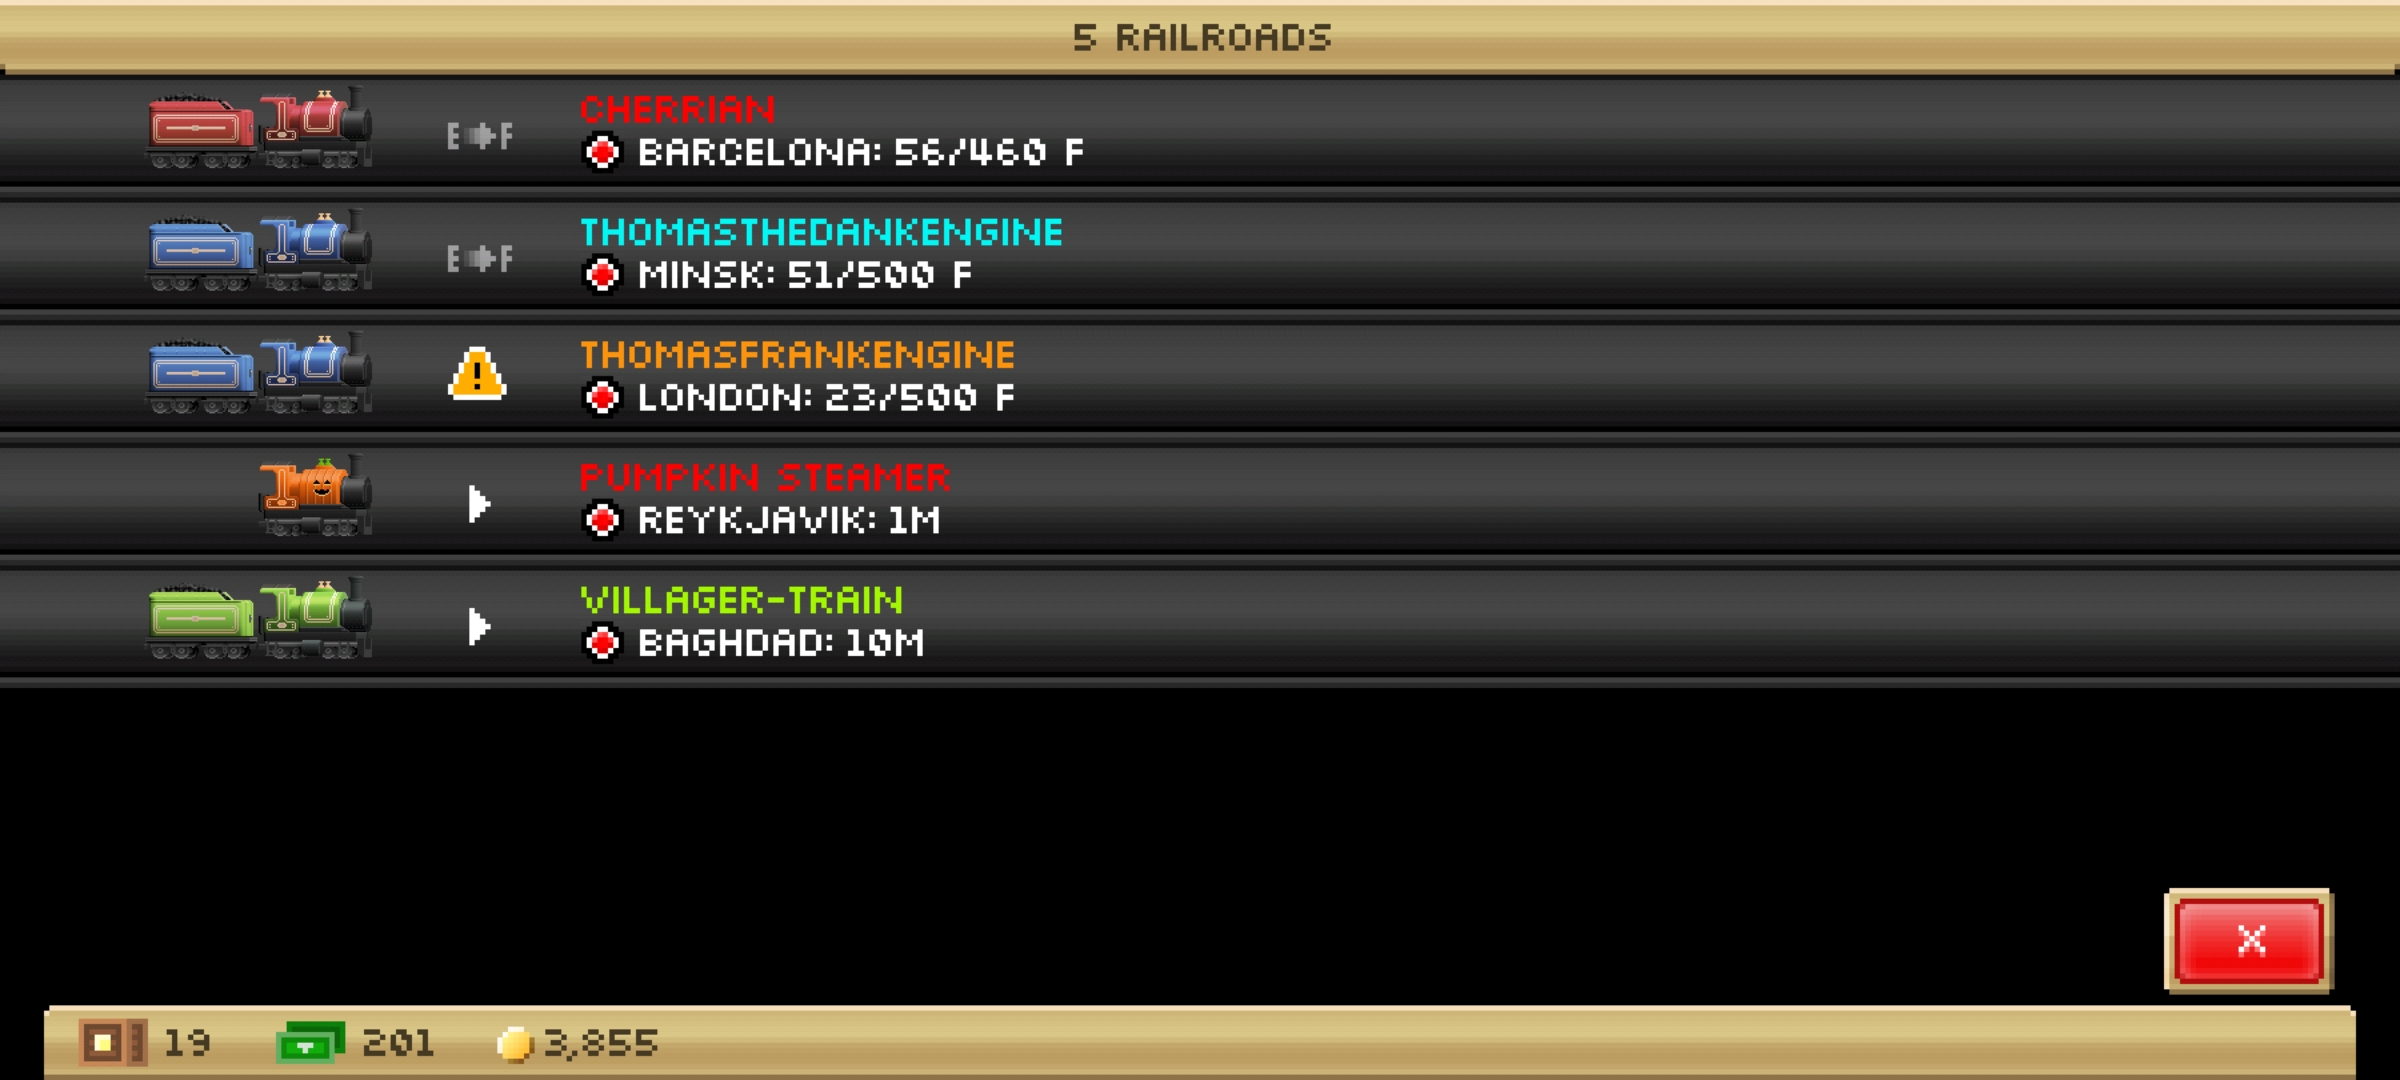 5 RAILROADS
E F
CHERRIAN
BARCELONA: 56/460 F
E F
THOMASTHEDANKENGINE
MINSK: 51/500 F
!
THOMASFRANKENGINE
LONDON: 23/500 F
PUMPKIN STEAMER
REYKJAVIK: 1M
VILLAGER-TRAIN
BAGHDAD: 10M
X
19 201 3,855